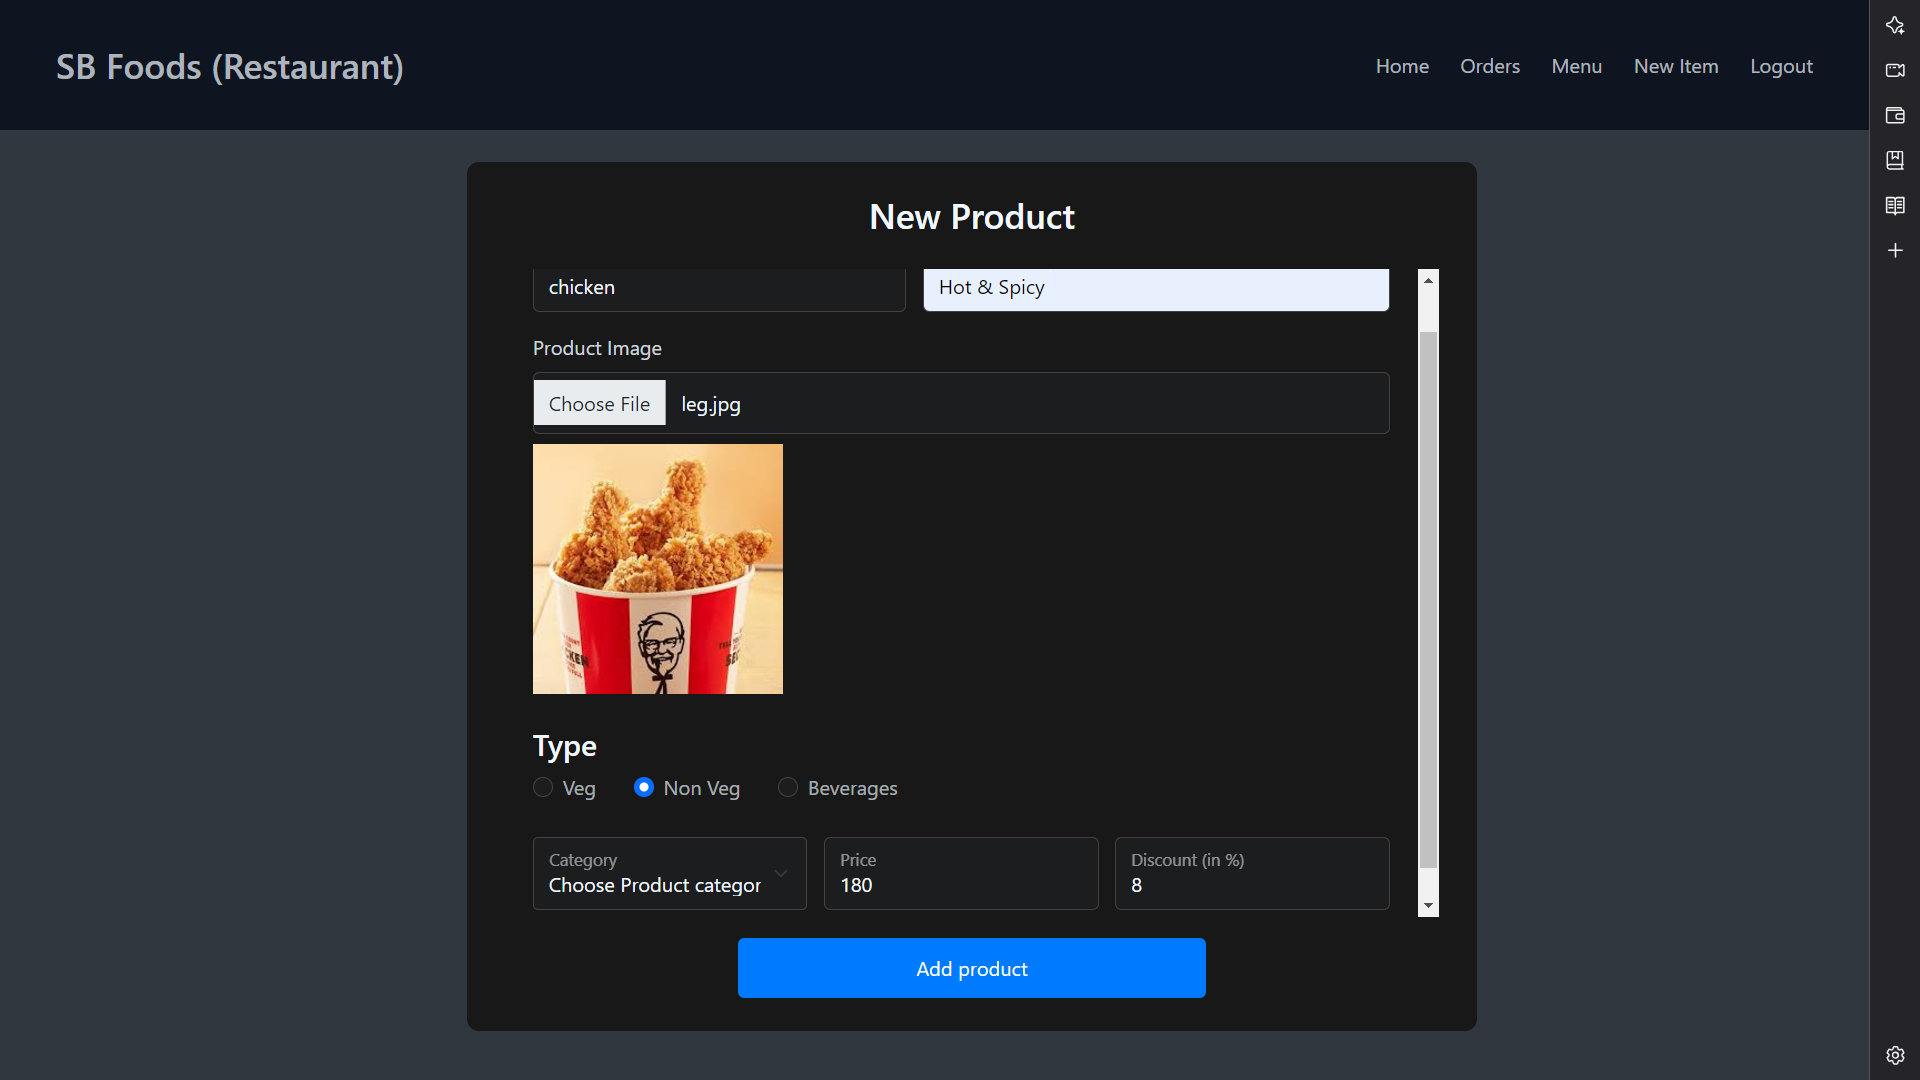 SB Foods (Restaurant)
Home Orders Menu New Item Logout
New Product
chicken
Hot & Spicy
Product Image
Choose File leg.jpg
Type
Veg Non Veg Beverages
Category
Choose Product categor
Price
180
Discount (in %)
8
Add product